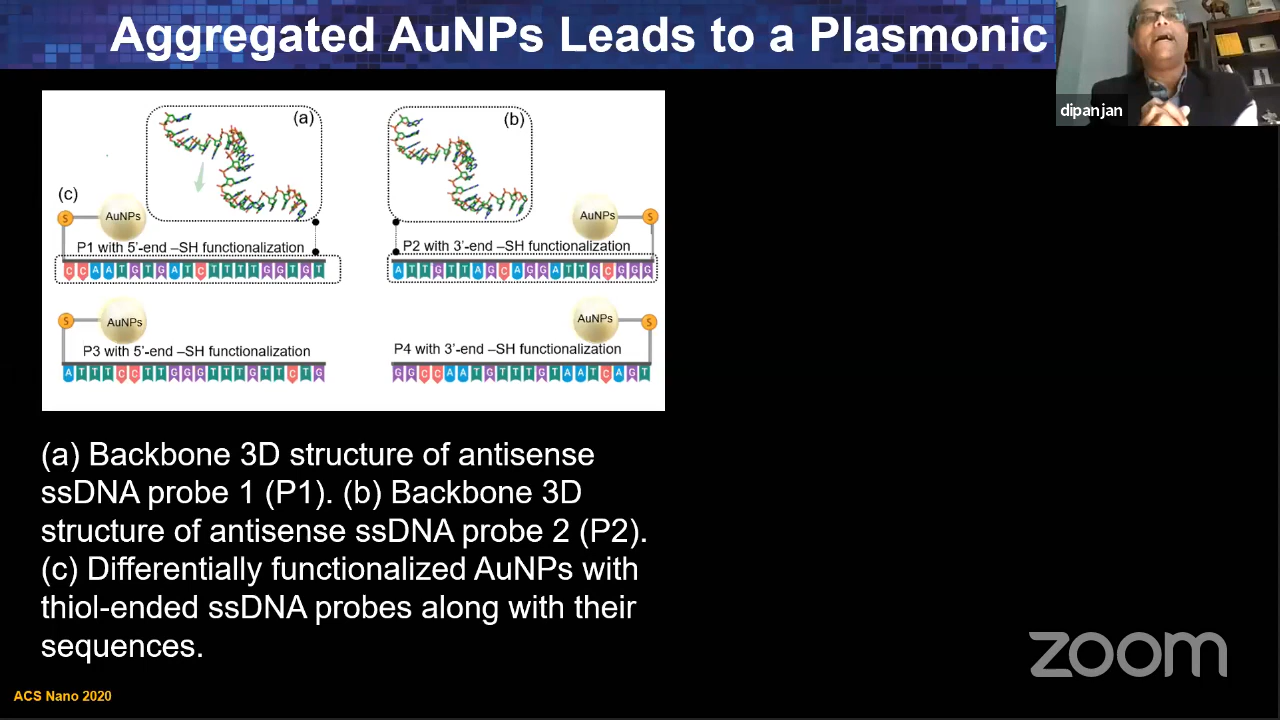 Aggregated AuNPs Leads to a Plasmonic
dipanjan
(a)
(b)
(c)
S
AuNPs
AuNPs
S
P1 with 5'-end –SH functionalization
P2 with 3'-end –SH functionalization
CCAATGTGATCTTTTGGTGT
ATTGTTAGCAGGATTGCGGG
S
AuNPs
AuNPs
S
P3 with 5'-end –SH functionalization
P4 with 3'-end –SH functionalization
ATTTCCTTGGGTTTGTTCTG
GGCCAATGTTTGTAATCAGT
(a) Backbone 3D structure of antisense
ssDNA probe 1 (P1). (b) Backbone 3D
structure of antisense ssDNA probe 2 (P2).
(c) Differentially functionalized AuNPs with
thiol-ended ssDNA probes along with their
sequences.
zoom
ACS Nano 2020